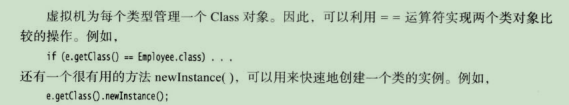 虚拟机为每个类型管理一个 Class 对象。因此，可以利用 == 运算符实现两个类对象比
较的操作。例如，
if (e.getClass() == Employee.class) . . .
还有一个很有用的方法 newInstance( )，可以用来快速地创建一个类的实例。例如，
e.getClass().newInstance();